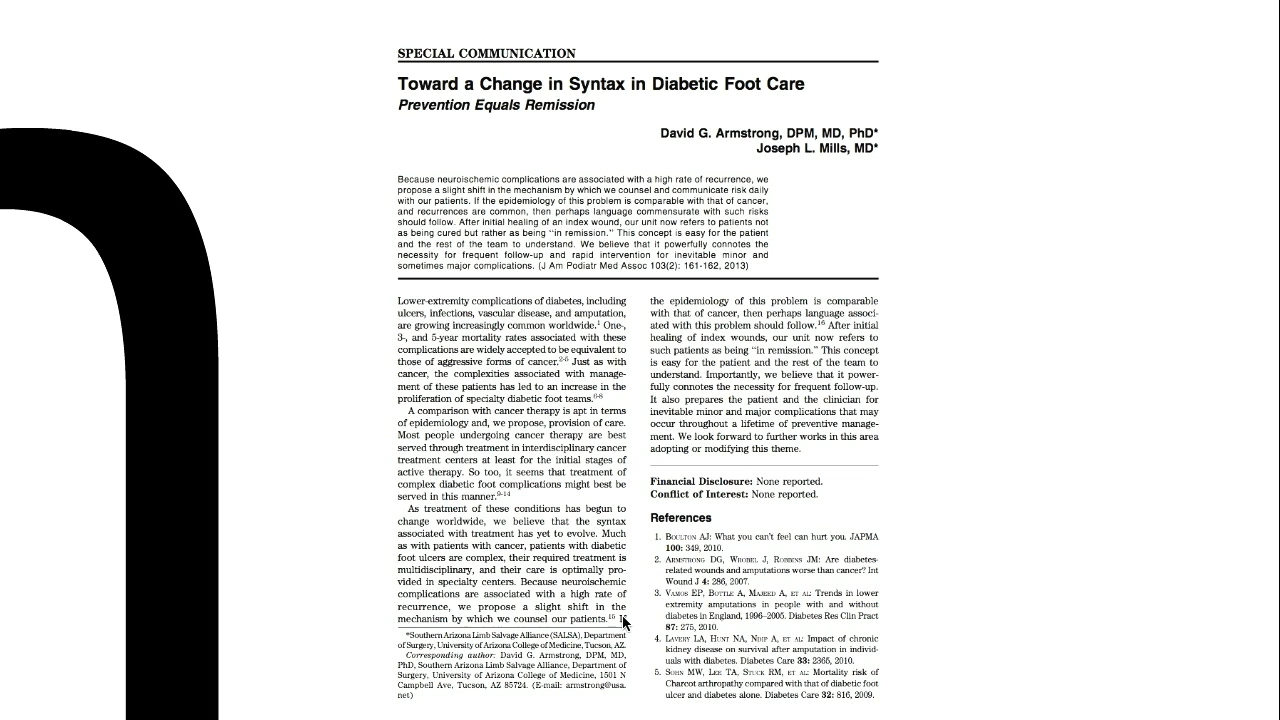 SPECIAL COMMUNICATION
Toward a Change in Syntax in Diabetic Foot Care
Prevention Equals Remission
David G. Armstrong, DPM, MD, PhD*
Joseph L. Mills, MD*
Because neuroischemic complications are associated with a high rate of recurrence, we
propose a slight shift in the mechanism by which we counsel and communicate risk daily
with our patients. If the epidemiology of this problem is comparable with that of cancer,
and recurrences are common, then perhaps language commensurate with such risks
should follow. After initial healing of an index wound, our unit now refers to patients not
as being cured but rather as being “in remission.” This concept is easy for the patient
and the rest of the team to understand. We believe that it powerfully connotes the
necessity for frequent follow-up and rapid intervention for inevitable minor and
sometimes major complications. (J Am Podiatr Med Assoc 103(2): 161-162, 2013)
Lower-extremity complications of diabetes, including
ulcers, infections, vascular disease, and amputation,
are growing increasingly common worldwide.1 One-,
3-, and 5-year mortality rates associated with these
complications are widely accepted to be equivalent to
those of aggressive forms of cancer.2-5 Just as with
cancer, the complexities associated with manage-
ment of these patients has led to an increase in the
proliferation of specialty diabetic foot teams.6-8
A comparison with cancer therapy is apt in terms
of epidemiology and, we propose, provision of care.
Most people undergoing cancer therapy are best
served through treatment in interdisciplinary cancer
treatment centers at least for the initial stages of
active therapy. So too, it seems that treatment of
complex diabetic foot complications might best be
served in this manner.9-14
As treatment of these conditions has begun to
change worldwide, we believe that the syntax
associated with treatment has yet to evolve. Much
as with patients with cancer, patients with diabetic
foot ulcers are complex, their required treatment is
multidisciplinary, and their care is optimally pro-
vided in specialty centers. Because neuroischemic
complications are associated with a high rate of
recurrence, we propose a slight shift in the
mechanism by which we counsel our patients.15 If
*Southern Arizona Limb Salvage Alliance (SALSA), Department
of Surgery, University of Arizona College of Medicine, Tucson, AZ.
Corresponding author: David G. Armstrong, DPM, MD,
PhD, Southern Arizona Limb Salvage Alliance, Department of
Surgery, University of Arizona College of Medicine, 1501 N
Campbell Ave, Tucson, AZ 85724. (E-mail: armstrong@usa.
net)
the epidemiology of this problem is comparable
with that of cancer, then perhaps language associ-
ated with this problem should follow.16 After initial
healing of index wounds, our unit now refers to
such patients as being “in remission.” This concept
is easy for the patient and the rest of the team to
understand. Importantly, we believe that it power-
fully connotes the necessity for frequent follow-up.
It also prepares the patient and the clinician for
inevitable minor and major complications that may
occur throughout a lifetime of preventive manage-
ment. We look forward to further works in this area
adopting or modifying this theme.
Financial Disclosure: None reported.
Conflict of Interest: None reported.
References
1. BOULTON AJ: What you can't feel can hurt you. JAPMA
100: 349, 2010.
2. ARMSTRONG DG, WROBEL J, ROBBINS JM: Are diabetes-
related wounds and amputations worse than cancer? Int
Wound J 4: 286, 2007.
3. VAMOS EP, BOTTLE A, MAJEED A, ET AL: Trends in lower
extremity amputations in people with and without
diabetes in England, 1996–2005. Diabetes Res Clin Pract
87: 275, 2010.
4. LAVERY LA, HUNT NA, NDIP A, ET AL: Impact of chronic
kidney disease on survival after amputation in individ-
uals with diabetes. Diabetes Care 33: 2365, 2010.
5. SOHN MW, LEE TA, STUCK RM, ET AL: Mortality risk of
Charcot arthropathy compared with that of diabetic foot
ulcer and diabetes alone. Diabetes Care 32: 816, 2009.